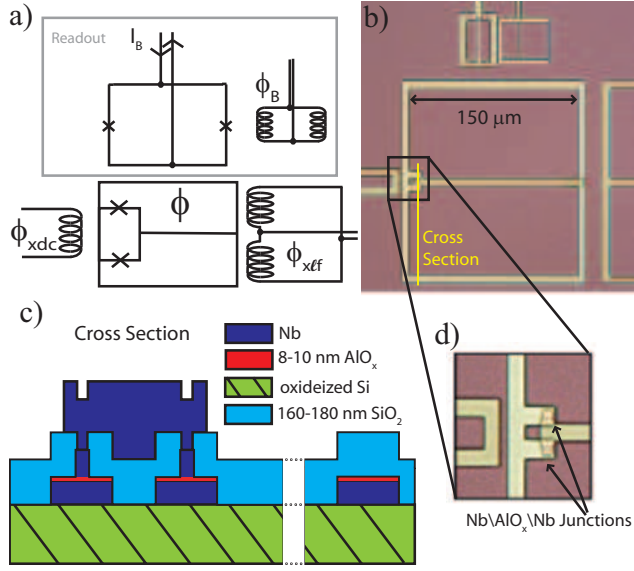 a)
Readout
I_B
ϕ_B
ϕ_xdc
ϕ
ϕ_xℓf
b)
150 μm
Cross
Section
c)
Cross Section
Nb
8-10 nm AlO_x
oxideized Si
160-180 nm SiO_2
d)
Nb\AlO_x\Nb Junctions